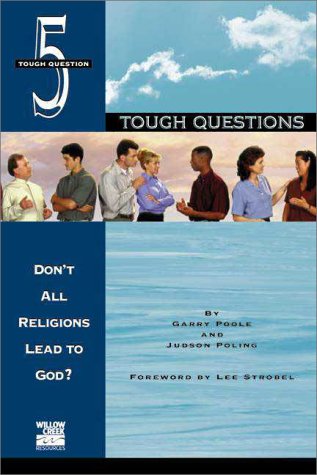 5
TOUGH QUESTION
TOUGH QUESTIONS
DON'T
ALL
RELIGIONS
LEAD TO
GOD?
BY
GARRY POOLE
AND
JUDSON POLING
FOREWORD BY LEE STROBEL
WILLOW
CREEK
RESOURCES